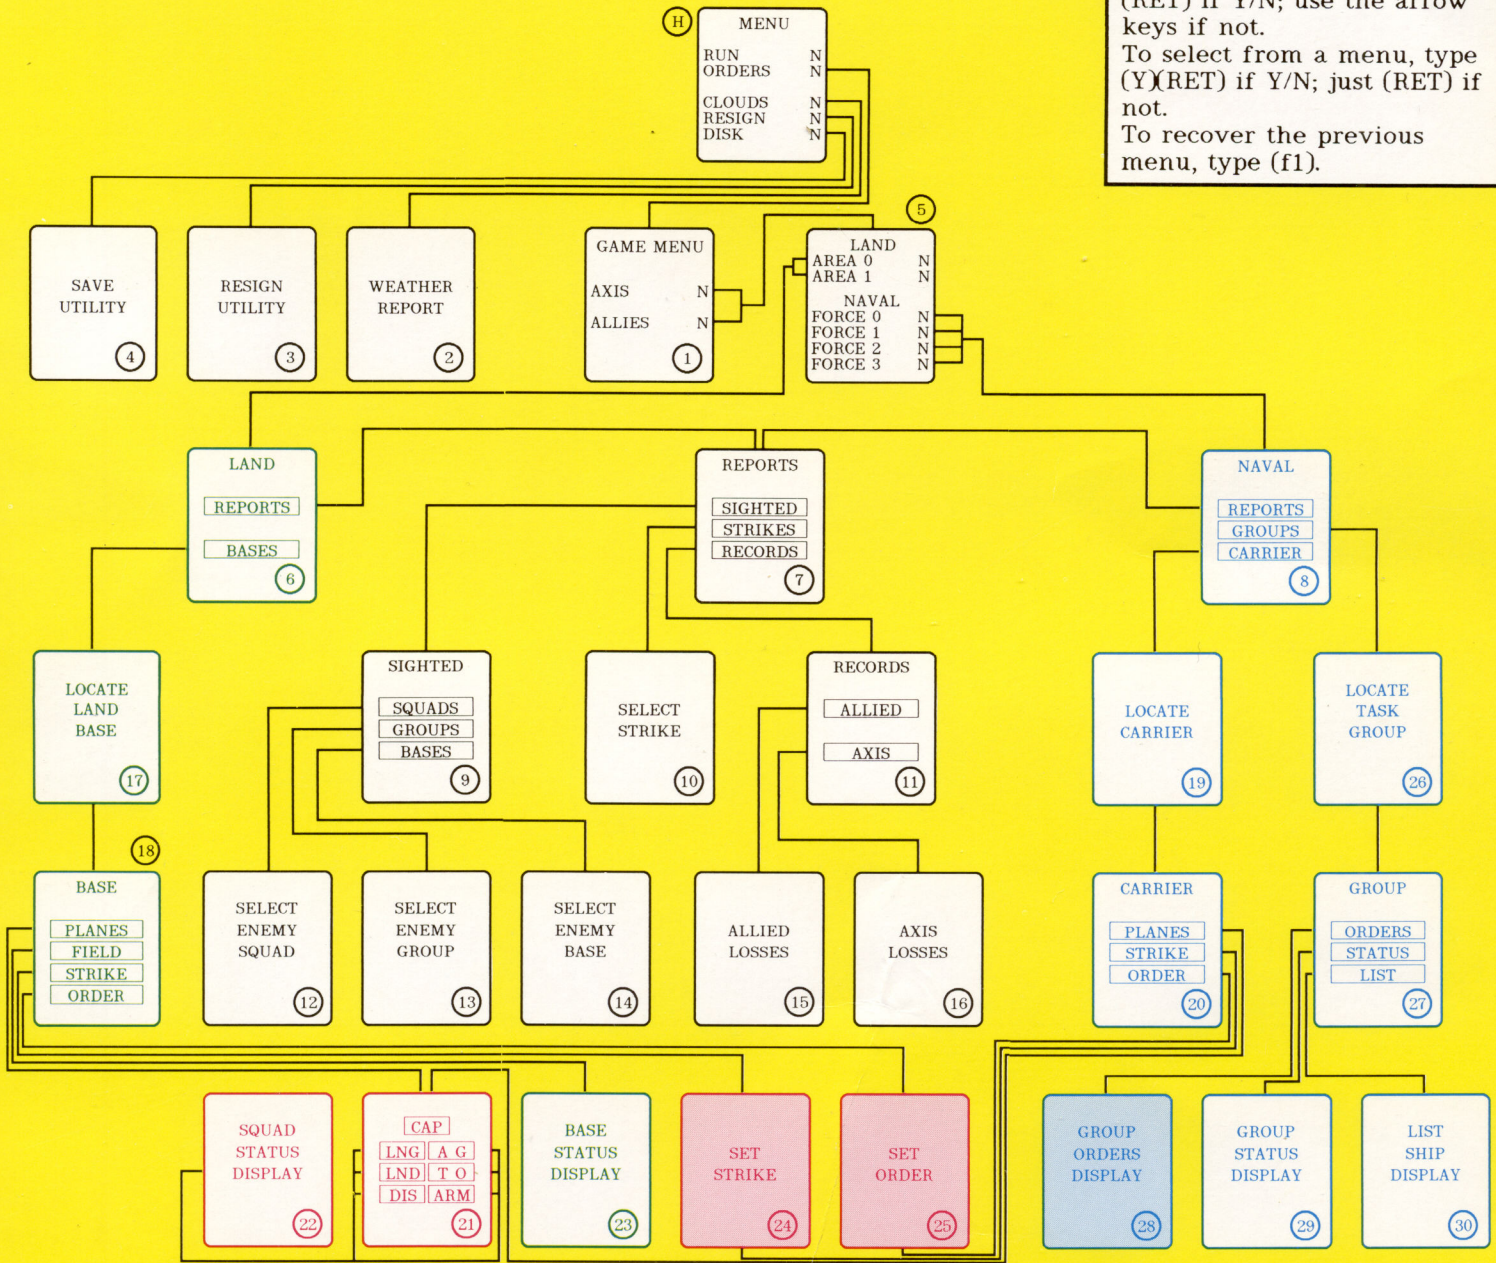 (RET) if Y/N; use the arrow
keys if not.
To select from a menu, type
(Y)(RET) if Y/N; just (RET) if
not.
To recover the previous
menu, type (f1).
H
MENU
RUN N
ORDERS N
CLOUDS N
RESIGN N
DISK N
SAVE
UTILITY
4
RESIGN
UTILITY
3
WEATHER
REPORT
2
GAME MENU
AXIS N
ALLIES N
1
5
LAND
AREA 0 N
AREA 1 N
NAVAL
FORCE 0 N
FORCE 1 N
FORCE 2 N
FORCE 3 N
LAND
REPORTS
BASES
6
REPORTS
SIGHTED
STRIKES
RECORDS
7
NAVAL
REPORTS
GROUPS
CARRIER
8
LOCATE
LAND
BASE
17
SIGHTED
SQUADS
GROUPS
BASES
9
SELECT
STRIKE
10
RECORDS
ALLIED
AXIS
11
LOCATE
CARRIER
19
LOCATE
TASK
GROUP
26
18
BASE
PLANES
FIELD
STRIKE
ORDER
SELECT
ENEMY
SQUAD
12
SELECT
ENEMY
GROUP
13
SELECT
ENEMY
BASE
14
ALLIED
LOSSES
15
AXIS
LOSSES
16
CARRIER
PLANES
STRIKE
ORDER
20
GROUP
ORDERS
STATUS
LIST
27
SQUAD
STATUS
DISPLAY
22
CAP
LNG A G
LND T O
DIS ARM
21
BASE
STATUS
DISPLAY
23
SET
STRIKE
24
SET
ORDER
25
GROUP
ORDERS
DISPLAY
28
GROUP
STATUS
DISPLAY
29
LIST
SHIP
DISPLAY
30